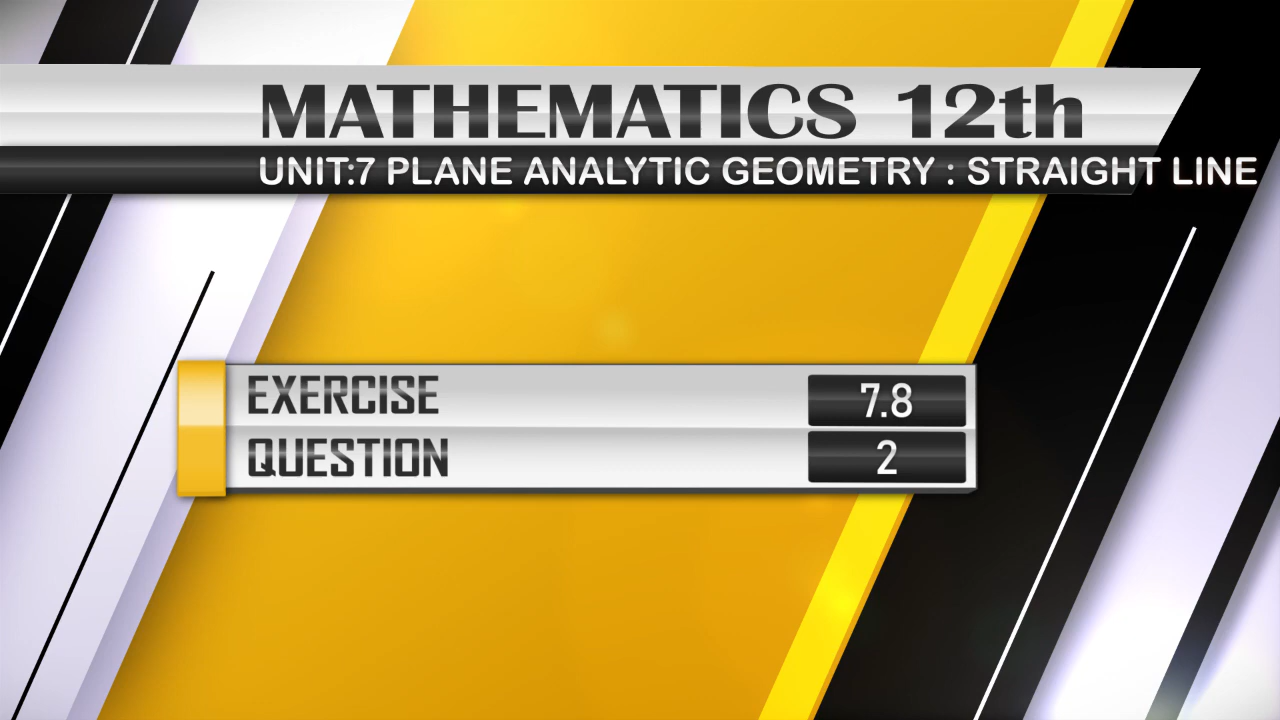 MATHEMATICS 12th
UNIT:7 PLANE ANALYTIC GEOMETRY : STRAIGHT LINE
EXERCISE 7.8
QUESTION 2